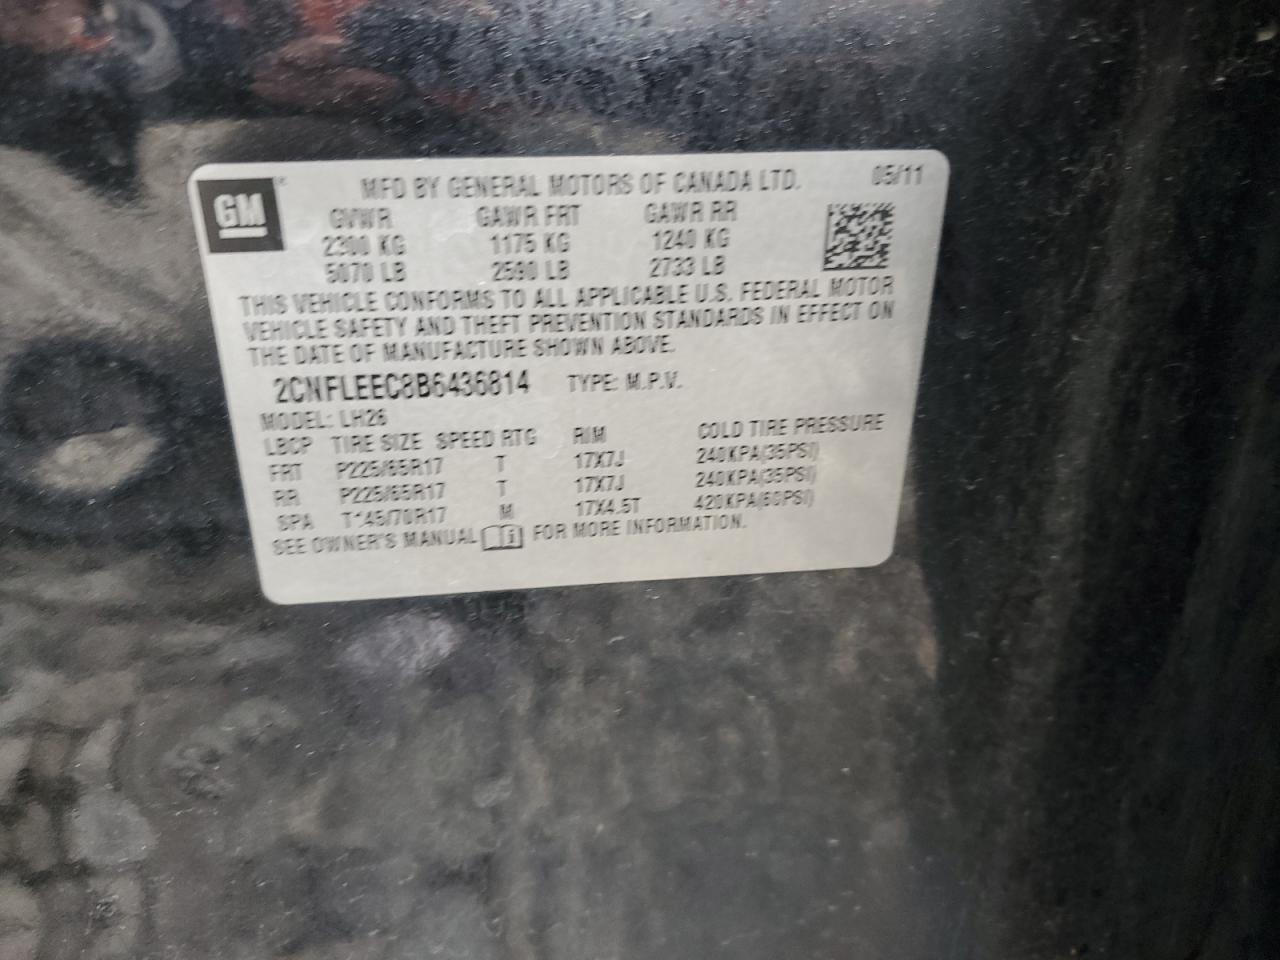 GM MFD BY GENERAL MOTORS OF CANADA LTD. 05/11
GVWR GAWR FRT GAWR RR
2300 KG 1175 KG 1240 KG
5070 LB 2590 LB 2733 LB
THIS VEHICLE CONFORMS TO ALL APPLICABLE U.S. FEDERAL MOTOR
VEHICLE SAFETY AND THEFT PREVENTION STANDARDS IN EFFECT ON
THE DATE OF MANUFACTURE SHOWN ABOVE.
2CNFLEEC8B6436814 TYPE: M.P.V.
MODEL: LH26
LBCP TIRE SIZE SPEED RTG RIM COLD TIRE PRESSURE
FRT P225/65R17 T 17X7J 240KPA(35PSI)
RR P225/65R17 T 17X7J 240KPA(35PSI)
SPA T145/70R17 M 17X4.5T 420KPA(60PSI)
SEE OWNER'S MANUAL FOR MORE INFORMATION.